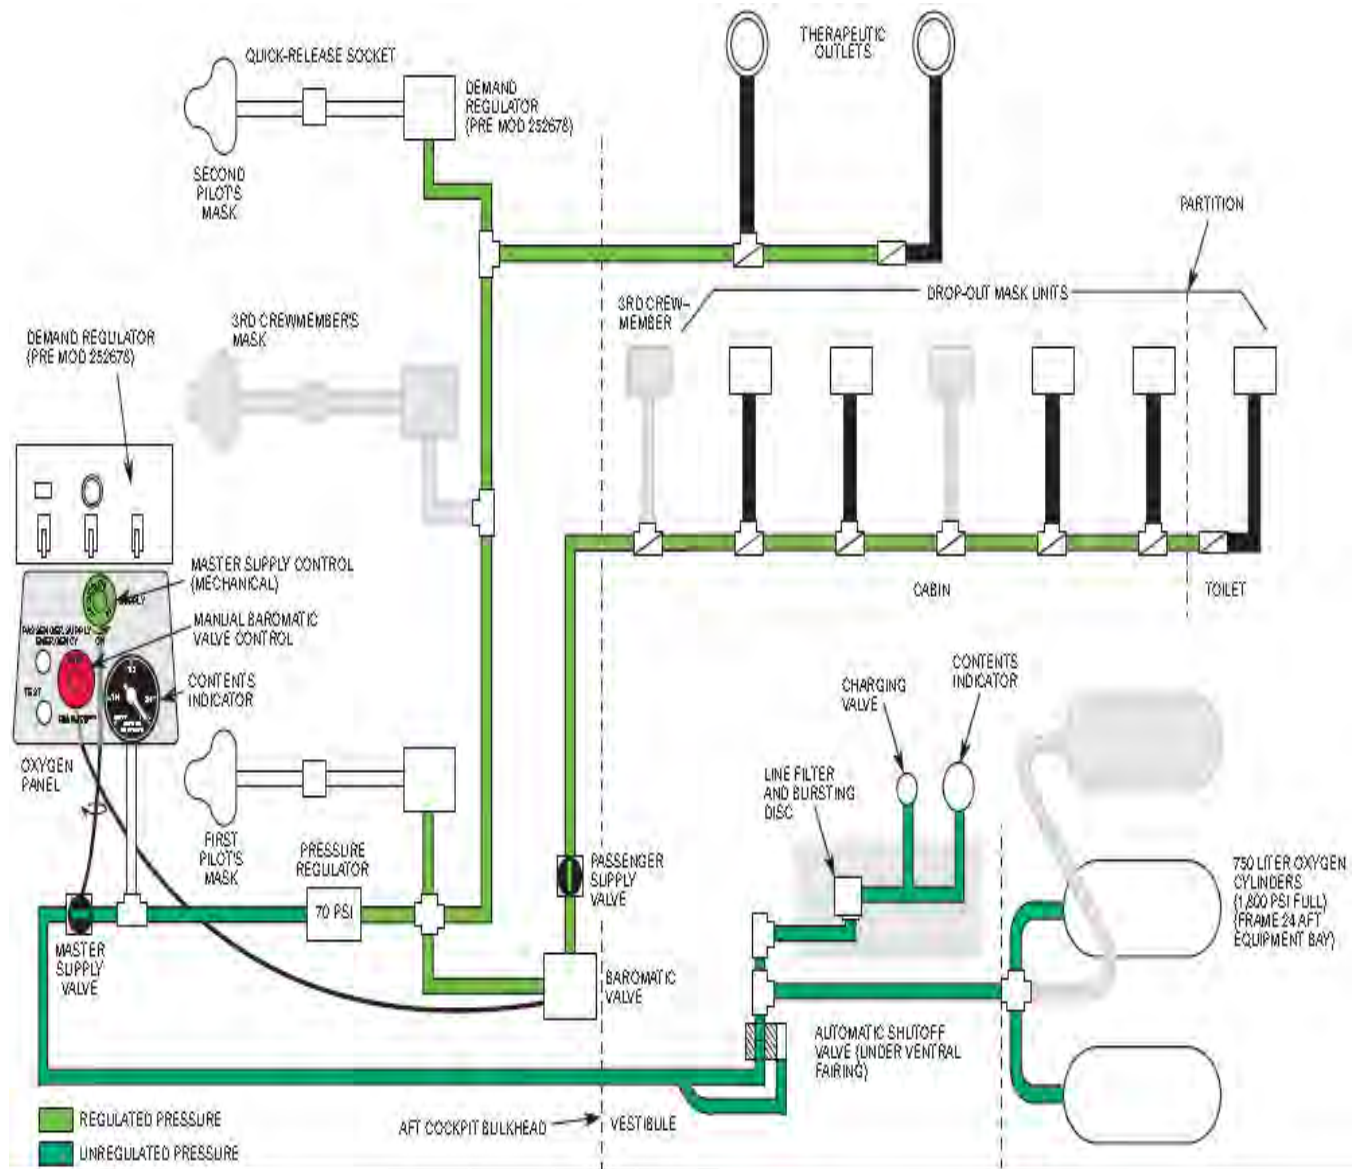 QUICK-RELEASE SOCKET
THERAPEUTIC
OUTLETS
DEMAND
REGULATOR
(PRE MOD 252678)
SECOND
PILOT'S
MASK
PARTITION
3RD CREW-
MEMBER
DROP-OUT MASK UNITS
3RD CREWMEMBER'S
MASK
DEMAND REGULATOR
(PRE MOD 252678)
MASTER SUPPLY CONTROL
(MECHANICAL)
SUPPLY
MANUAL BAROMATIC
VALVE CONTROL
PASSENGER SUPPLY
EMERGENCY
ON
TEST
CONTENTS
INDICATOR
OXYGEN
PANEL
CABIN
TOILET
CHARGING
VALVE
CONTENTS
INDICATOR
LINE FILTER
AND BURSTING
DISC
FIRST
PILOT'S
MASK
PRESSURE
REGULATOR
70 PSI
PASSENGER
SUPPLY
VALVE
750 LITER OXYGEN
CYLINDERS
(1,800 PSI FULL)
(FRAME 24 AFT
EQUIPMENT BAY)
MASTER
SUPPLY
VALVE
BAROMATIC
VALVE
AUTOMATIC SHUTOFF
VALVE (UNDER VENTRAL
FAIRING)
REGULATED PRESSURE
UNREGULATED PRESSURE
AFT COCKPIT BULKHEAD
VESTIBULE